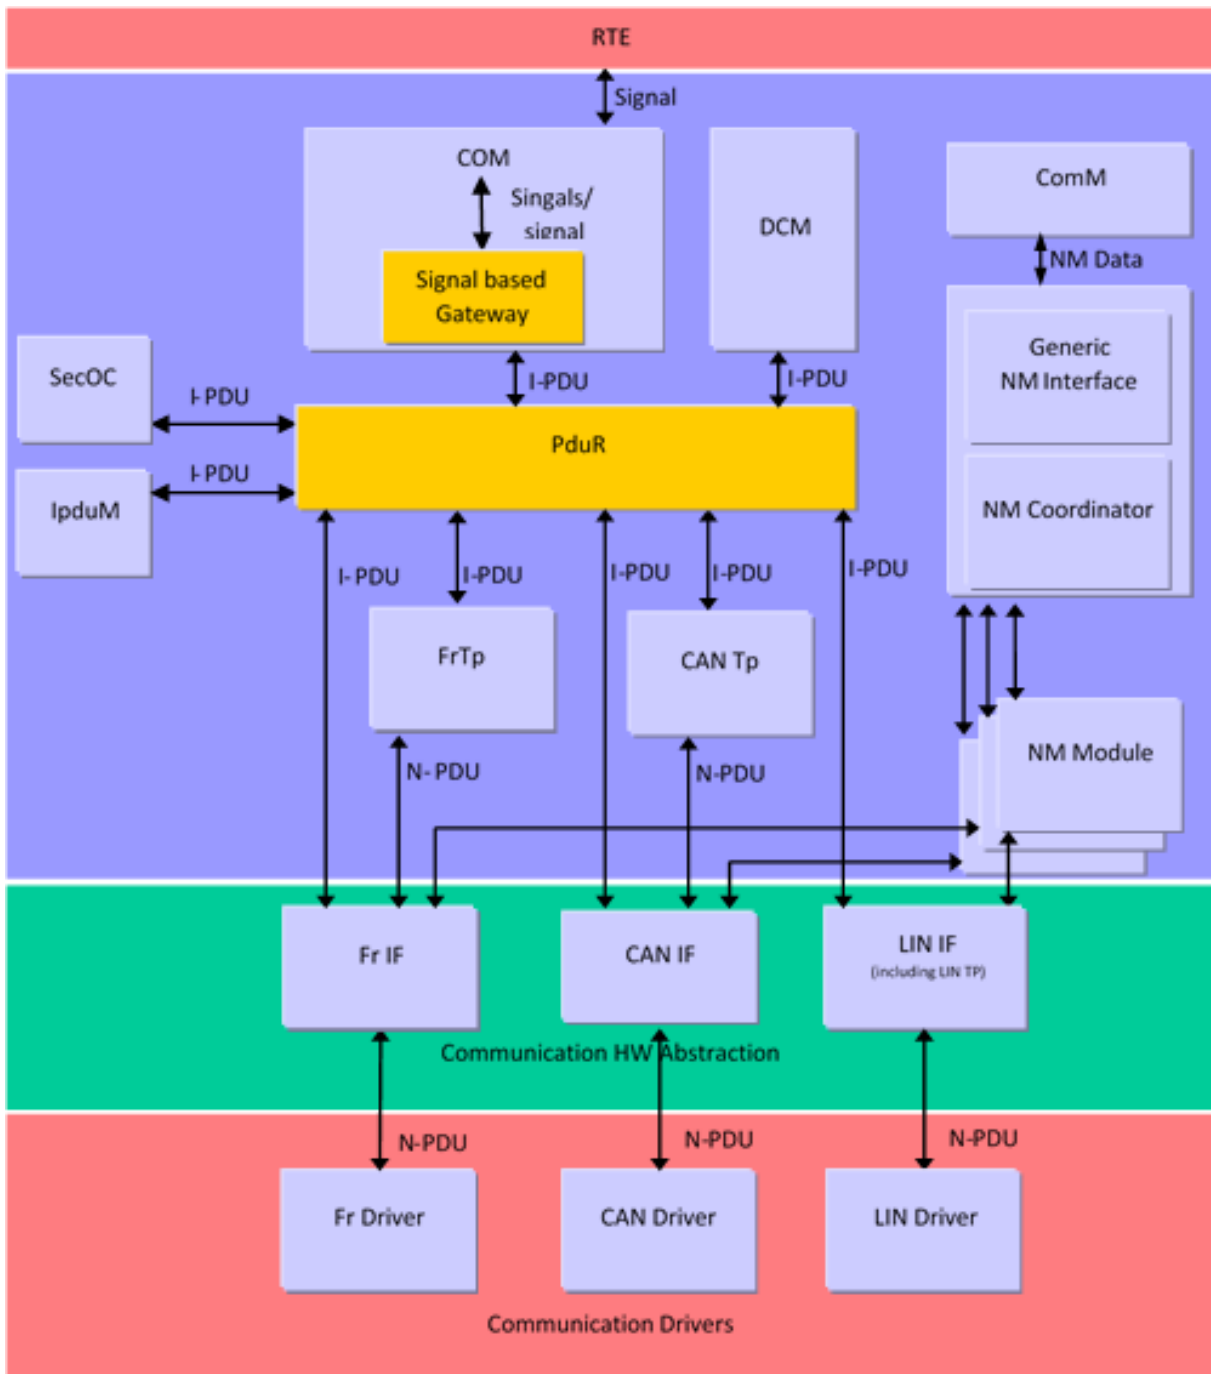 RTE
Signal
COM
Singals/
signal
Signal based
Gateway
DCM
ComM
NM Data
Generic
NM Interface
NM Coordinator
SecOC
I-PDU
I-PDU
I-PDU
I-PDU
PduR
IpduM
I-PDU
I-PDU
I-PDU
I-PDU
I-PDU
FrTp
CAN Tp
N-PDU
N-PDU
NM Module
Fr IF
CAN IF
LIN IF
(including LIN TP)
Communication HW Abstraction
N-PDU
N-PDU
N-PDU
Fr Driver
CAN Driver
LIN Driver
Communication Drivers